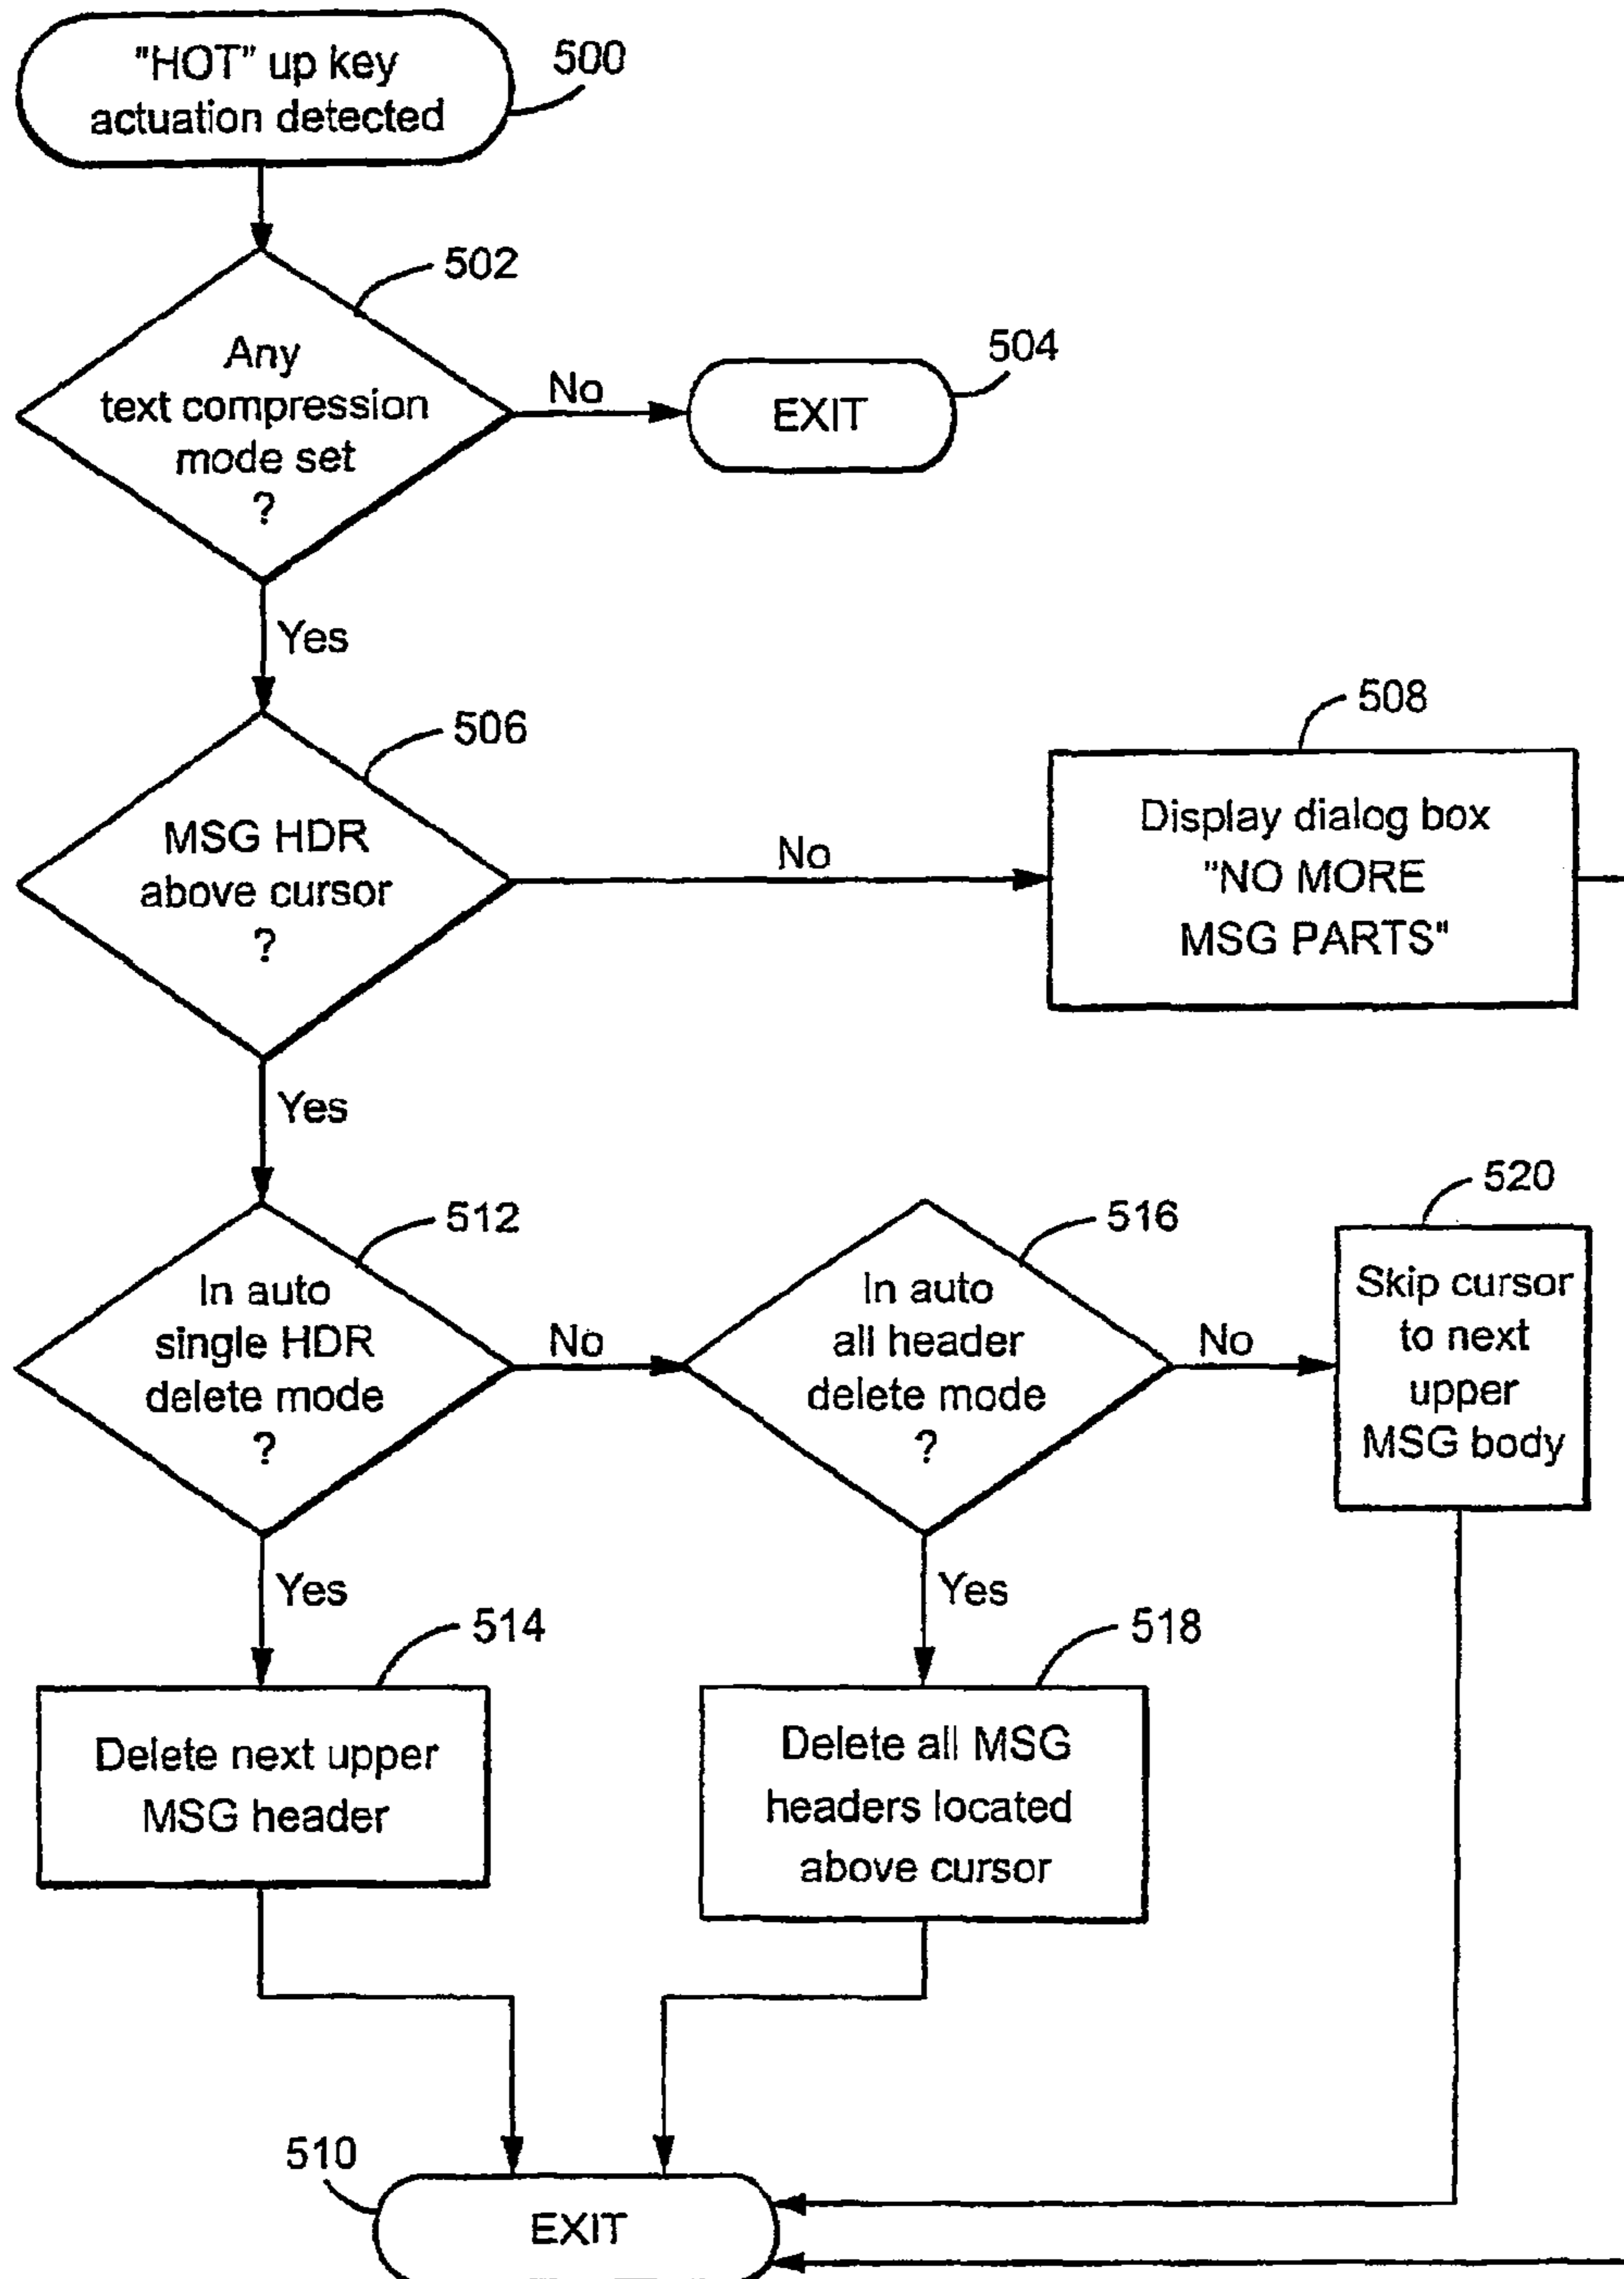 "HOT" up key
actuation detected
500
502
Any
text compression
mode set
?
No
EXIT
504
Yes
506
MSG HDR
above cursor
?
No
508
Display dialog box
"NO MORE
MSG PARTS"
Yes
512
In auto
single HDR
delete mode
?
No
516
In auto
all header
delete mode
?
No
520
Skip cursor
to next
upper
MSG body
Yes
514
Delete next upper
MSG header
Yes
518
Delete all MSG
headers located
above cursor
510
EXIT